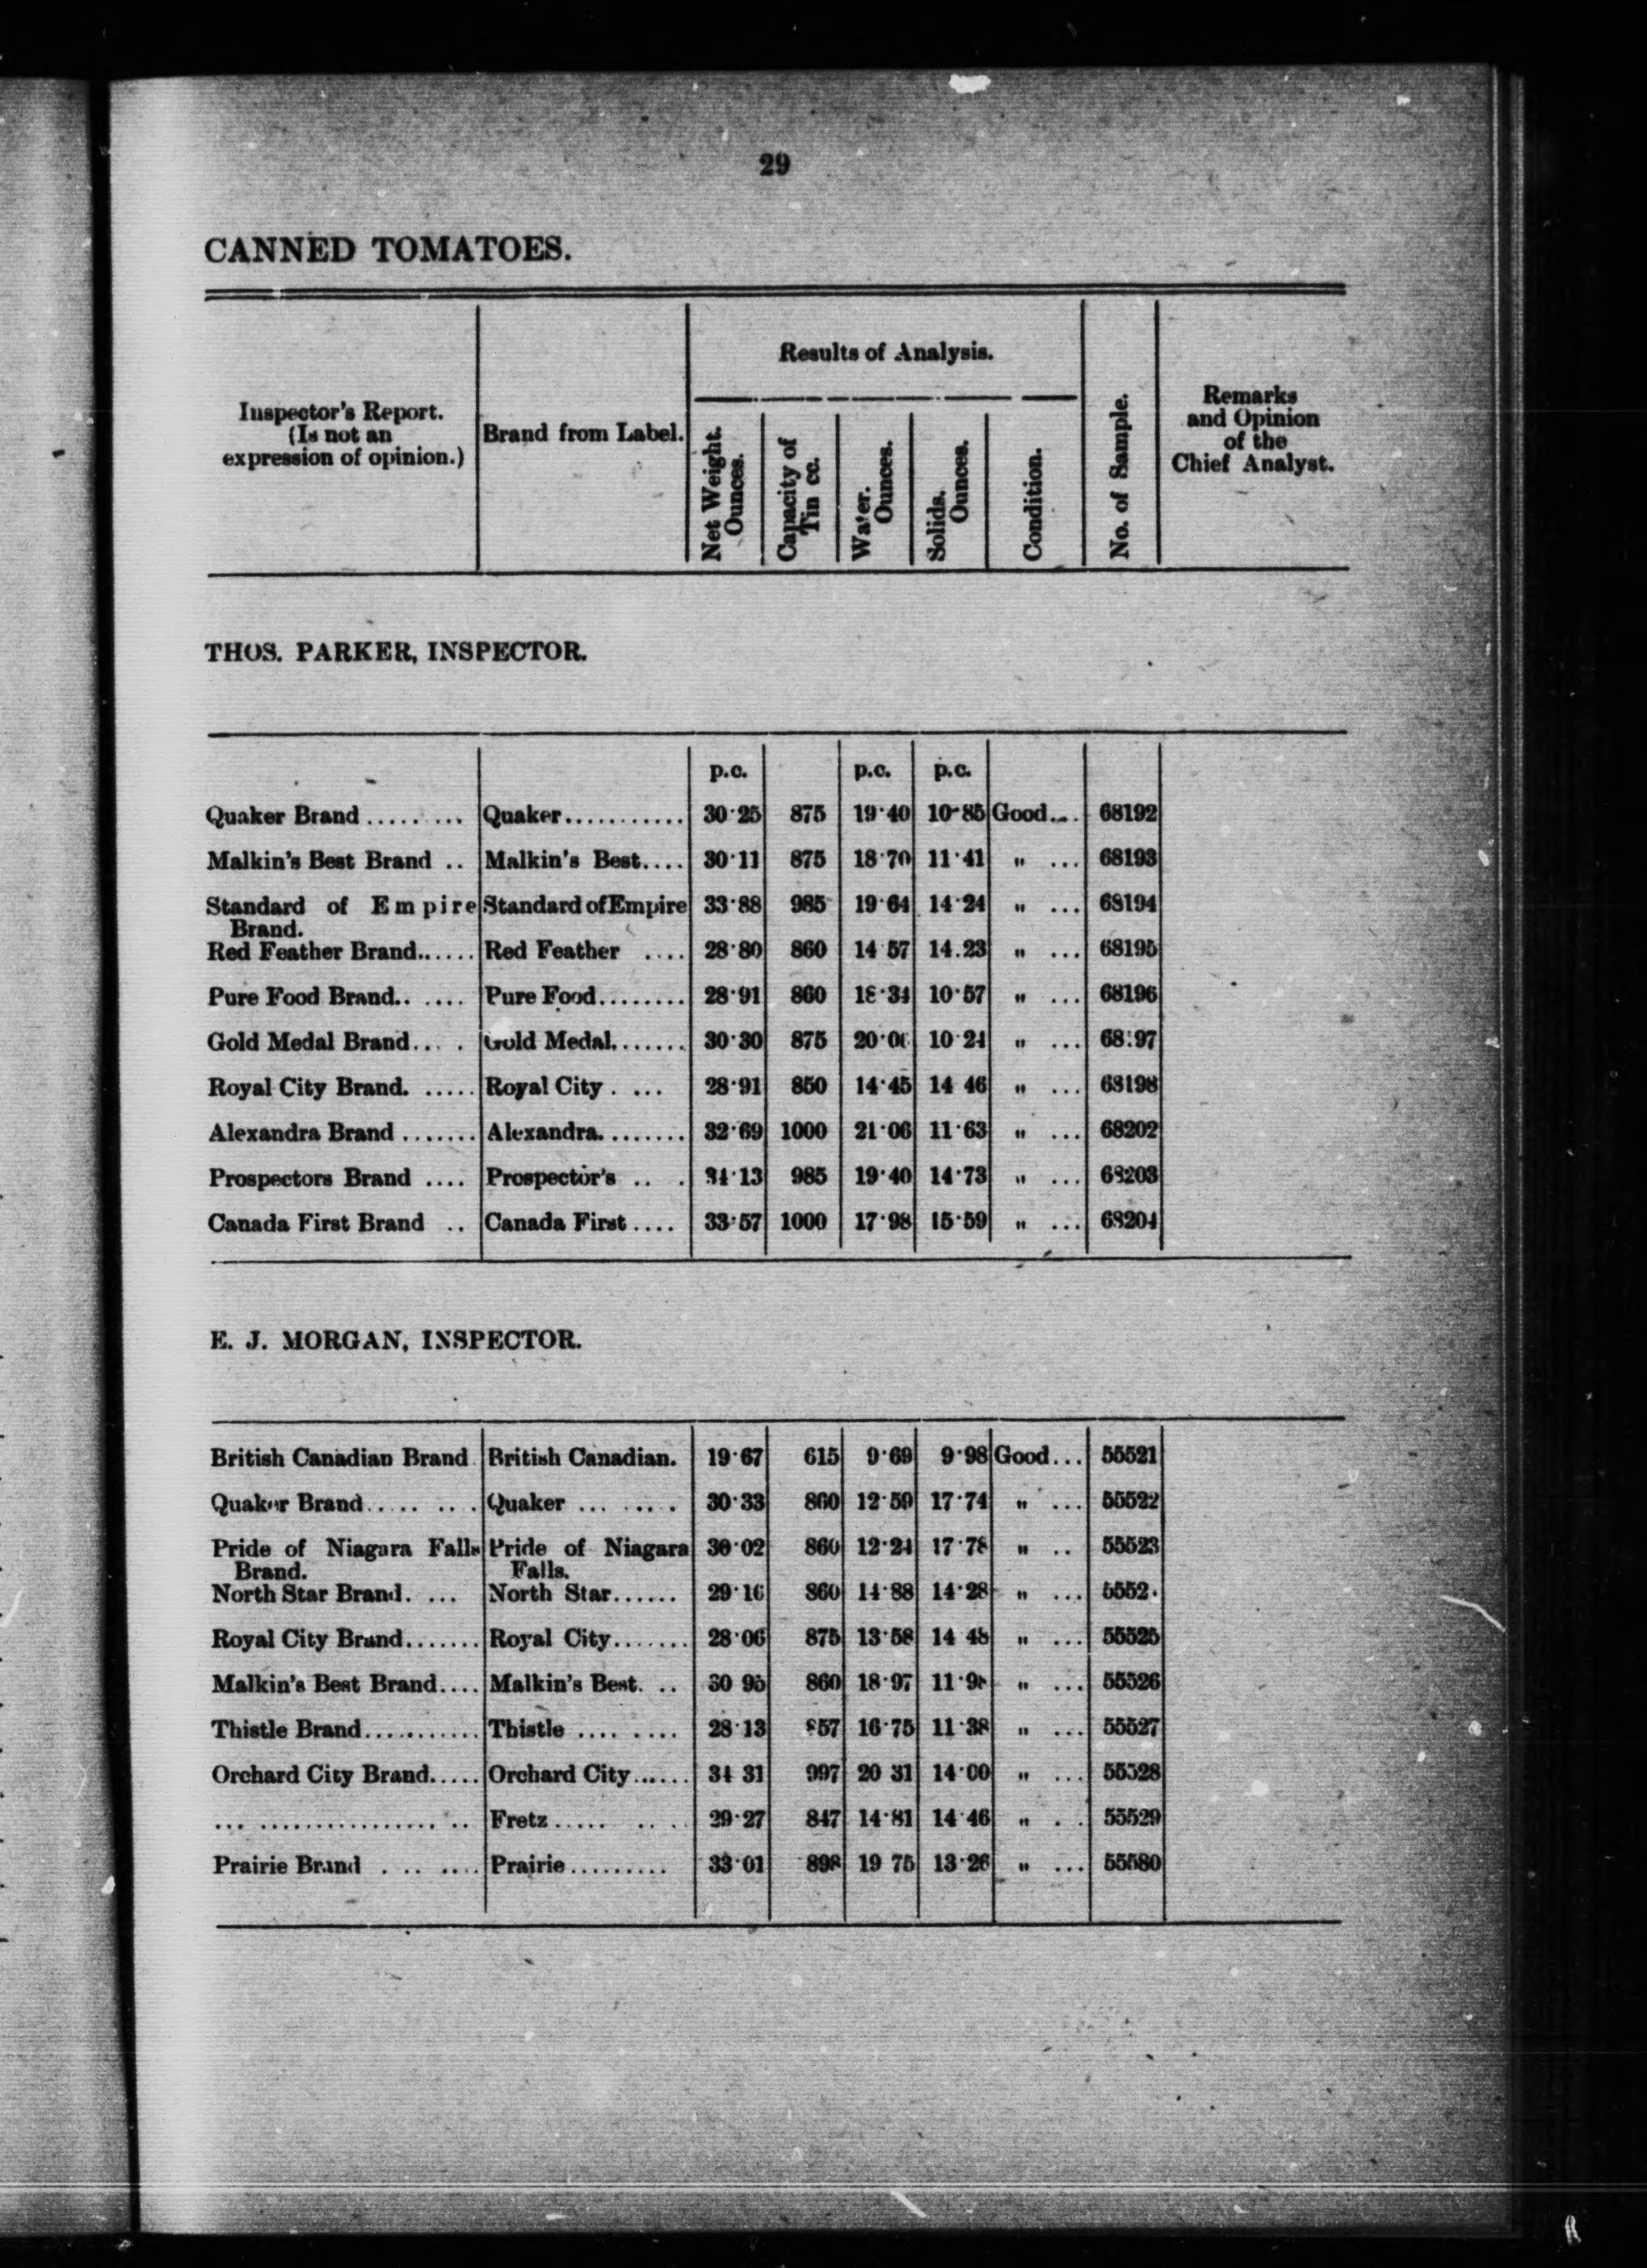 29
CANNED TOMATOES.
Inspector's Report.
(Is not an
expression of opinion.)
Brand from Label.
Results of Analysis.
Net Weight.
Ounces.
Capacity of
Tin cc.
Water.
Ounces.
Solids.
Ounces.
Condition.
No. of Sample.
Remarks
and Opinion
of the
Chief Analyst.
THOS. PARKER, INSPECTOR.
p.c. p.c. p.c.
Quaker Brand ......... Quaker........... 30·25 875 19·40 10·85 Good... 68192
Malkin's Best Brand .. Malkin's Best.... 30·11 875 18·70 11·41 " ... 68193
Standard of Empire Standard of Empire 33·88 985 19·64 14·24 " ... 68194
Brand.
Red Feather Brand...... Red Feather .... 28·80 860 14 57 14.23 " ... 68195
Pure Food Brand.. .... Pure Food........ 28·91 860 18·34 10·57 " ... 68196
Gold Medal Brand... . Gold Medal....... 30·30 875 10·24 " ...
Royal City Brand. ..... Royal City . ... 28·91 850 14·45 14 46 " ... 68198
Alexandra Brand ....... Alexandra........ 32·69 1000 21·06 11·63 " ... 68202
Prospectors Brand .... Prospector's .. . 34·13 985 19·40 14·73 " ... 68203
Canada First Brand .. Canada First .... 33·57 1000 17·98 15·59 " ... 68204
E. J. MORGAN, INSPECTOR.
British Canadian Brand British Canadian. 19·67 615 9·69 9·98 Good... 55521
Quaker Brand..... .... Quaker ... .... 30·33 860 12·59 17·74 " ... 55522
Pride of Niagara Falls Pride of Niagara 30·02 860 12·24 17·78 " .. 55523
Brand. Falls.
North Star Brand. ... North Star...... 29·16 860 14·88 14·28 " ...
Royal City Brand....... Royal City....... 28·06 875 13·58 14 48 " ... 55525
Malkin's Best Brand.... Malkin's Best. .. 30 95 860 18·97 11·98 " ... 55526
Thistle Brand........... Thistle ......... 28·13 857 16·75 11·38 " ... 55527
Orchard City Brand..... Orchard City...... 34 31 997 20 31 14·00 " ... 55528
... ................ .. Fretz..... .... 29·27 847 14·81 14·46 " . . 55529
Prairie Brand . .. .... Prairie ......... 33·01 898 19 75 13·26 " ... 55580